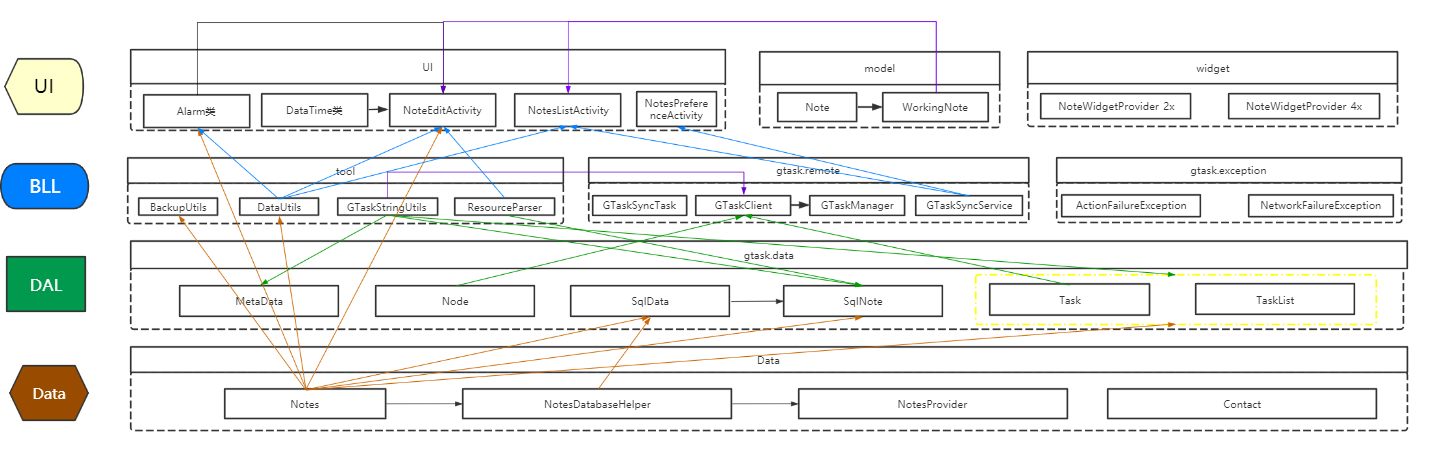 UI
UI
model
widget
Alarm类
DataTime类
NoteEditActivity
NotesListActivity
NotesPrefere
nceActivity
Note
WorkingNote
NoteWidgetProvider 2x
NoteWidgetProvider 4x
BLL
tool
gtask.remote
gtask.exception
BackupUtils
DataUtils
GTaskStringUtils
ResourceParser
GTaskSyncTask
GTaskClient
GTaskManager
GTaskSyncService
ActionFailureException
NetworkFailureException
DAL
gtask.data
MetaData
Node
SqlData
SqlNote
Task
TaskList
Data
Data
Notes
NotesDatabaseHelper
NotesProvider
Contact